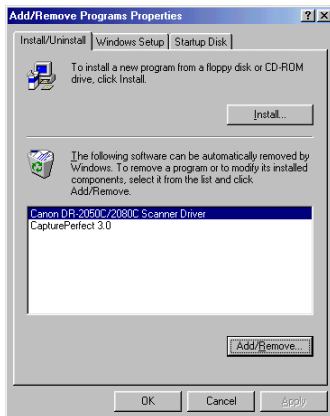 Add/Remove Programs Properties
Install/Uninstall Windows Setup Startup Disk
To install a new program from a floppy disk or CD-ROM
drive, click Install.
Install...
The following software can be automatically removed by
Windows. To remove a program or to modify its installed
components, select it from the list and click
Add/Remove.
Canon DR-2050C/2080C Scanner Driver
CapturePerfect 3.0
Add/Remove...
OK Cancel Apply